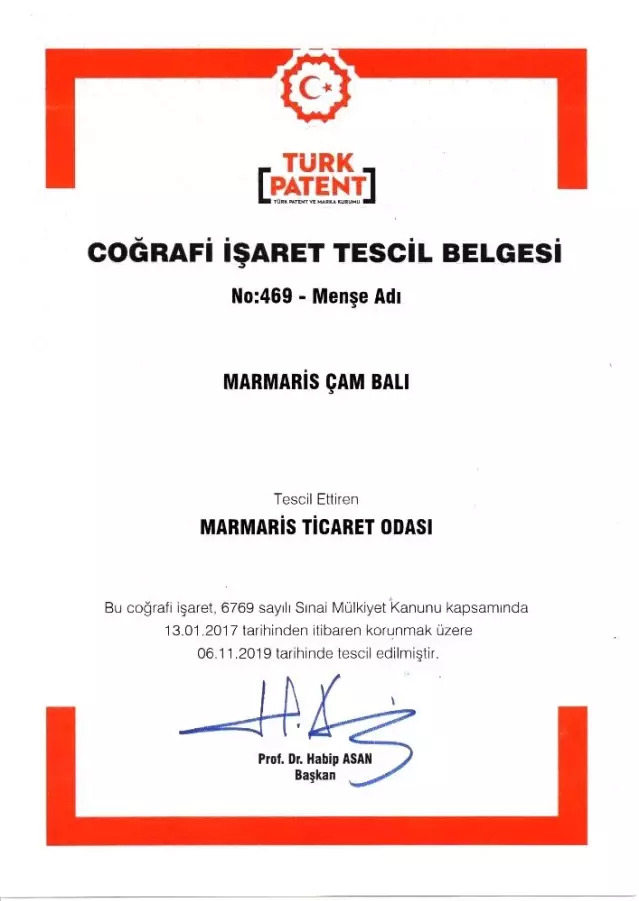 TÜRK
PATENT
TÜRK PATENT VE MARKA KURUMU
COĞRAFİ İŞARET TESCİL BELGESİ
No:469 - Menşe Adı
MARMARİS ÇAM BALI
Tescil Ettiren
MARMARİS TİCARET ODASI
Bu coğrafi işaret, 6769 sayılı Sınai Mülkiyet Kanunu kapsamında
13.01.2017 tarihinden itibaren korunmak üzere
06.11.2019 tarihinde tescil edilmiştir.
Prof. Dr. Habip ASAN
Başkan